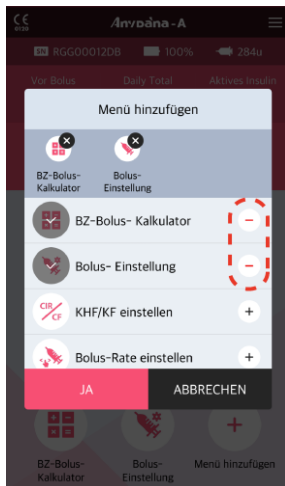 CE
0120
Anydana-A
SN RGG00012DB 100% 284u
Vor Bolus Daily Total Aktives Insulin
Menü hinzufügen
BZ-Bolus-
Kalkulator
Bolus-
Einstellung
BZ-Bolus- Kalkulator
Bolus- Einstellung
CIR/CF KHF/KF einstellen
Bolus-Rate einstellen
JA ABBRECHEN
BZ-Bolus-
Kalkulator
Bolus-
Einstellung
Menü hinzufügen